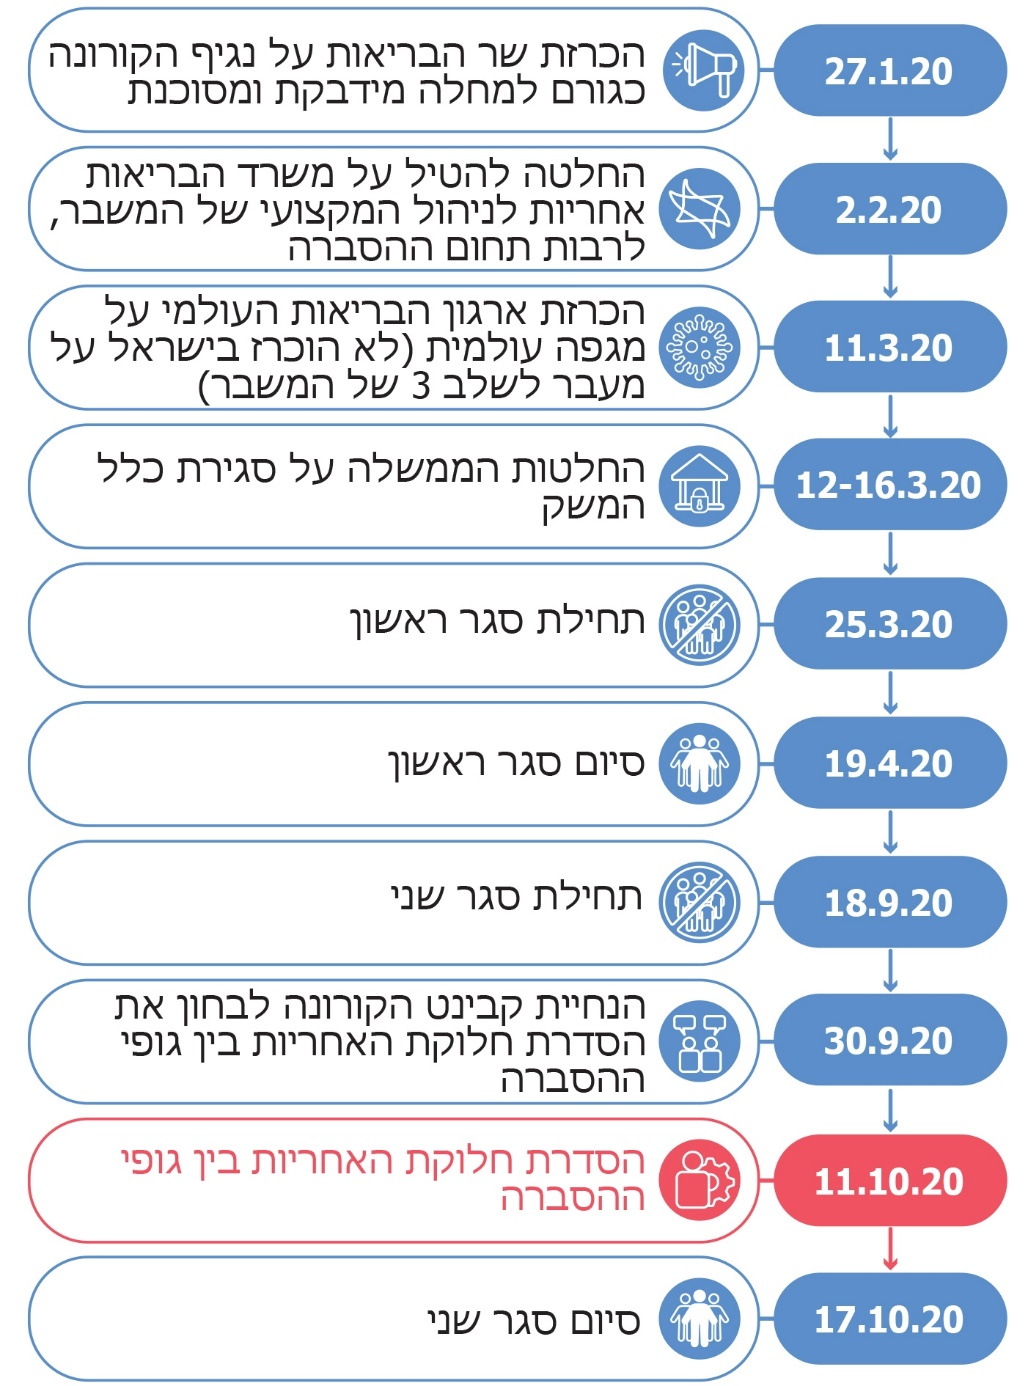 27.1.20
הכרזת שר הבריאות על נגיף הקורונה
כגורם למחלה מידבקת ומסוכנת
2.2.20
החלטה להטיל על משרד הבריאות
אחריות לניהול המקצועי של המשבר,
לרבות תחום ההסברה
11.3.20
הכרזת ארגון הבריאות העולמי על
מגפה עולמית (לא הוכרז בישראל על
מעבר לשלב 3 של המשבר)
12-16.3.20
החלטות הממשלה על סגירת כלל
המשק
25.3.20
תחילת סגר ראשון
19.4.20
סיום סגר ראשון
18.9.20
תחילת סגר שני
30.9.20
הנחיית קבינט הקורונה לבחון את
הסדרת חלוקת האחריות בין גופי
ההסברה
11.10.20
הסדרת חלוקת האחריות בין גופי
ההסברה
17.10.20
סיום סגר שני